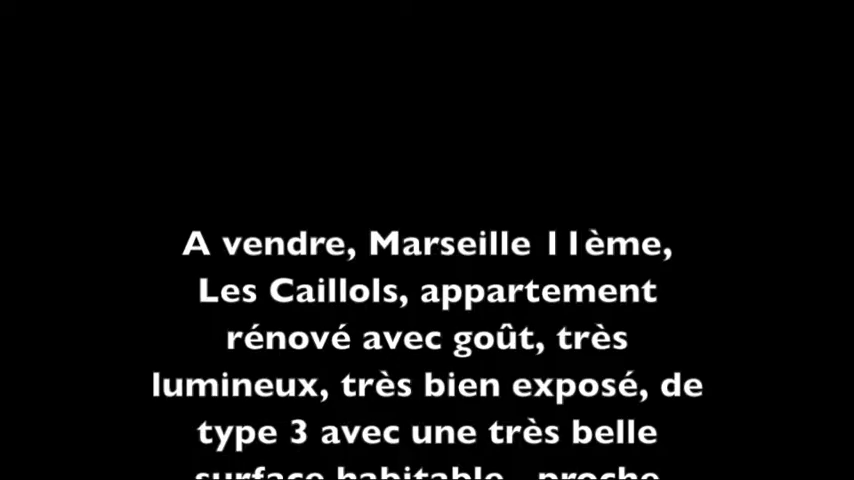 A vendre, Marseille 11ème,
Les Caillols, appartement
rénové avec goût, très
lumineux, très bien exposé, de
type 3 avec une très belle
surface habitable, proche